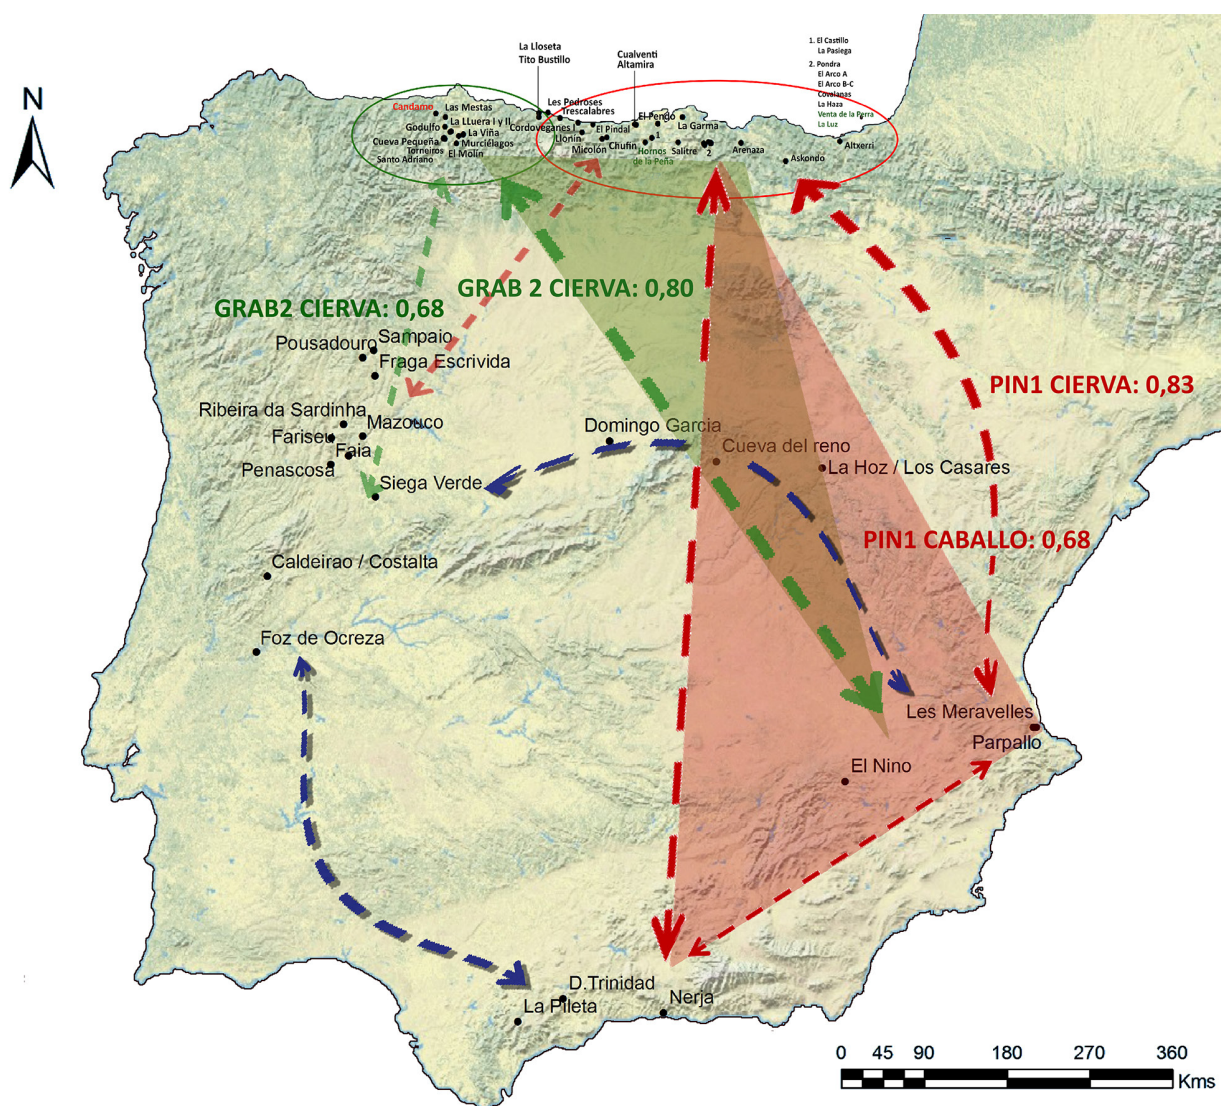 N
La Lloseta
Tito Bustillo
Cualventi
Altamira
1. El Castillo
La Pasiega
2. Pondra
El Arco A
El Arco B-C
Covalanas
La Haza
Venta de la Perra
La Luz
Candamo
Las Mestas
Les Pedroses
Trescalabres
El Pendo
La Garma
La LLuera I y II
Godulfo
La Viña
Cordoveganes I
El Pindal
Cueva Pequeña
Murciélagos
Llonín
Chufín
1
Torneiros
El Molín
Micolón
Hornos
de la Peña
Salitre
2
Arenaza
Altxerri
Santo Adriano
Askondo
GRAB2 CIERVA: 0,68
GRAB 2 CIERVA: 0,80
Sampaio
Pousadouro
Fraga Escrivida
PIN1 CIERVA: 0,83
Ribeira da Sardinha
Mazouco
Fariseu
Faia
Penascosa
Domingo Garcia
Cueva del reno
La Hoz / Los Casares
Siega Verde
PIN1 CABALLO: 0,68
Caldeirao / Costalta
Foz de Ocreza
Les Meravelles
Parpallo
El Nino
D.Trinidad
La Pileta
Nerja
0 45 90 180 270 360
Kms